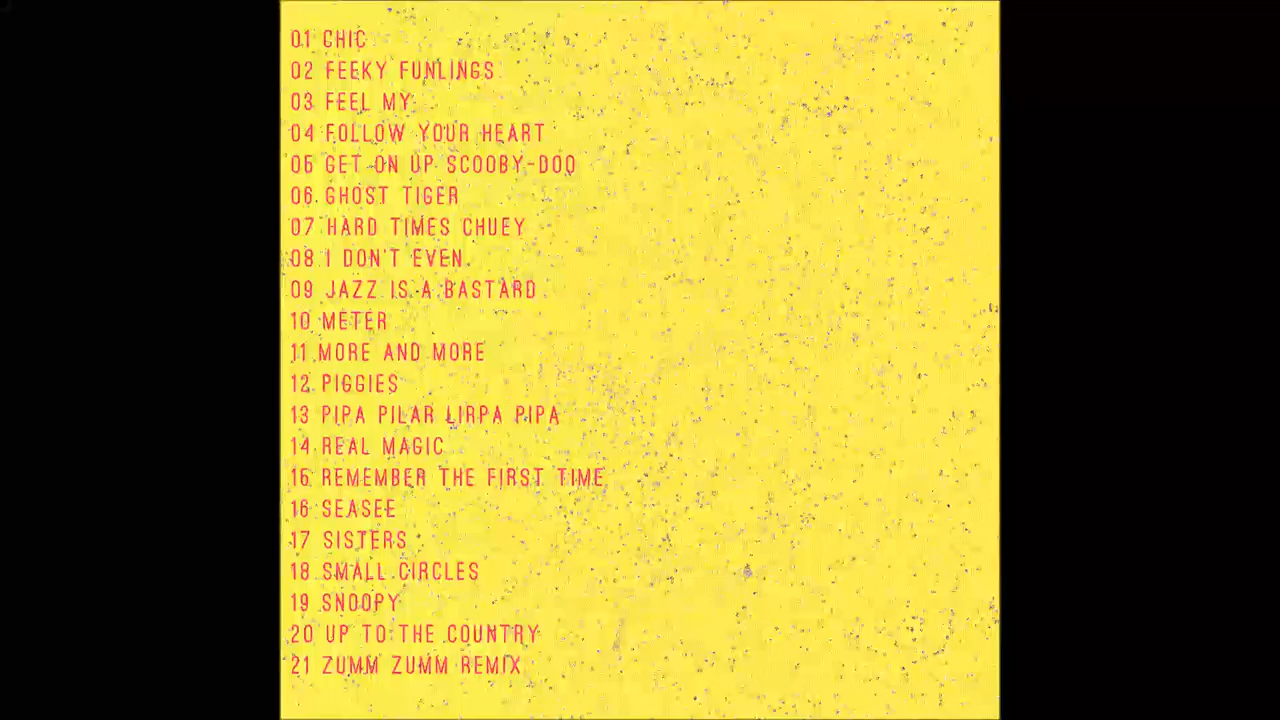 01 CHIC
02 FEEKY FUNLINGS
03 FEEL MY
04 FOLLOW YOUR HEART
05 GET ON UP SCOOBY-DOO
06 GHOST TIGER
07 HARD TIMES CHUEY
08 I DON'T EVEN
09 JAZZ IS A BASTARD
10 METER
11 MORE AND MORE
12 PIGGIES
13 PIPA PILAR LIRPA PIPA
14 REAL MAGIC
15 REMEMBER THE FIRST TIME
16 SEASEE
17 SISTERS
18 SMALL CIRCLES
19 SNOOPY
20 UP TO THE COUNTRY
21 ZUMM ZUMM REMIX